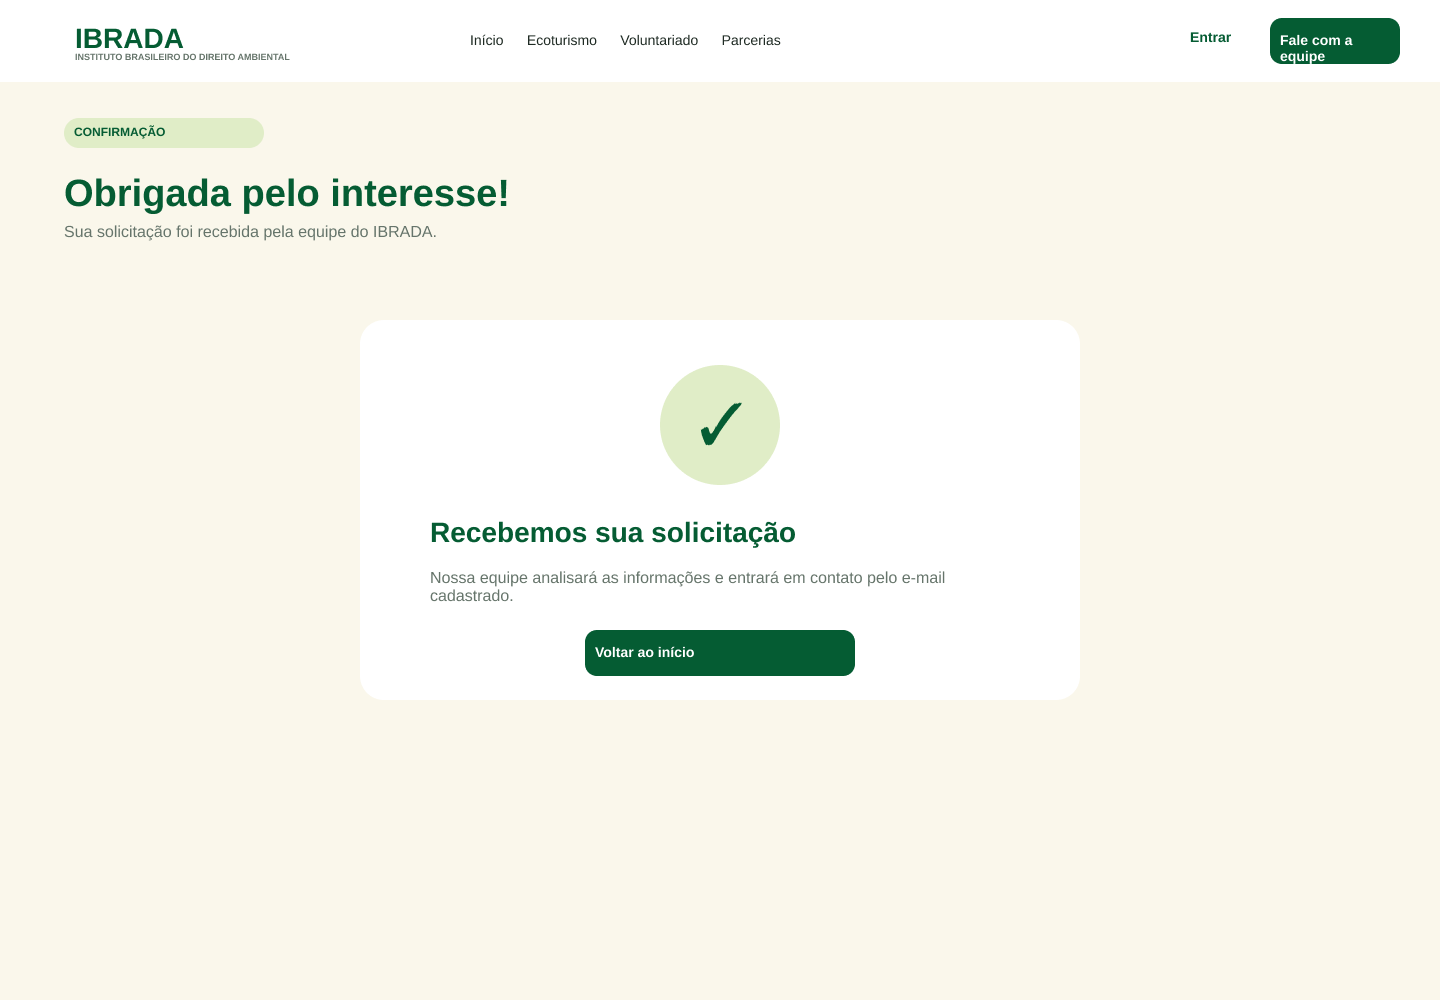 IBRADA
INSTITUTO BRASILEIRO DO DIREITO AMBIENTAL
Início Ecoturismo Voluntariado Parcerias
Entrar
Fale com a
equipe
CONFIRMAÇÃO
Obrigada pelo interesse!
Sua solicitação foi recebida pela equipe do IBRADA.
✓
Recebemos sua solicitação
Nossa equipe analisará as informações e entrará em contato pelo e-mail
cadastrado.
Voltar ao início